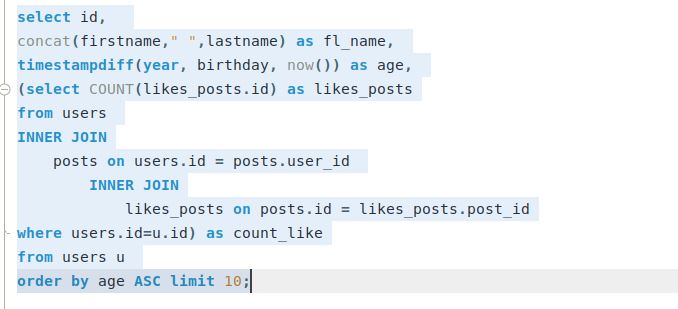 select id,
concat(firstname," ",lastname) as fl_name,
timestampdiff(year, birthday, now()) as age,
(select COUNT(likes_posts.id) as likes_posts
from users
INNER JOIN
    posts on users.id = posts.user_id
        INNER JOIN
            likes_posts on posts.id = likes_posts.post_id
where users.id=u.id) as count_like
from users u
order by age ASC limit 10;